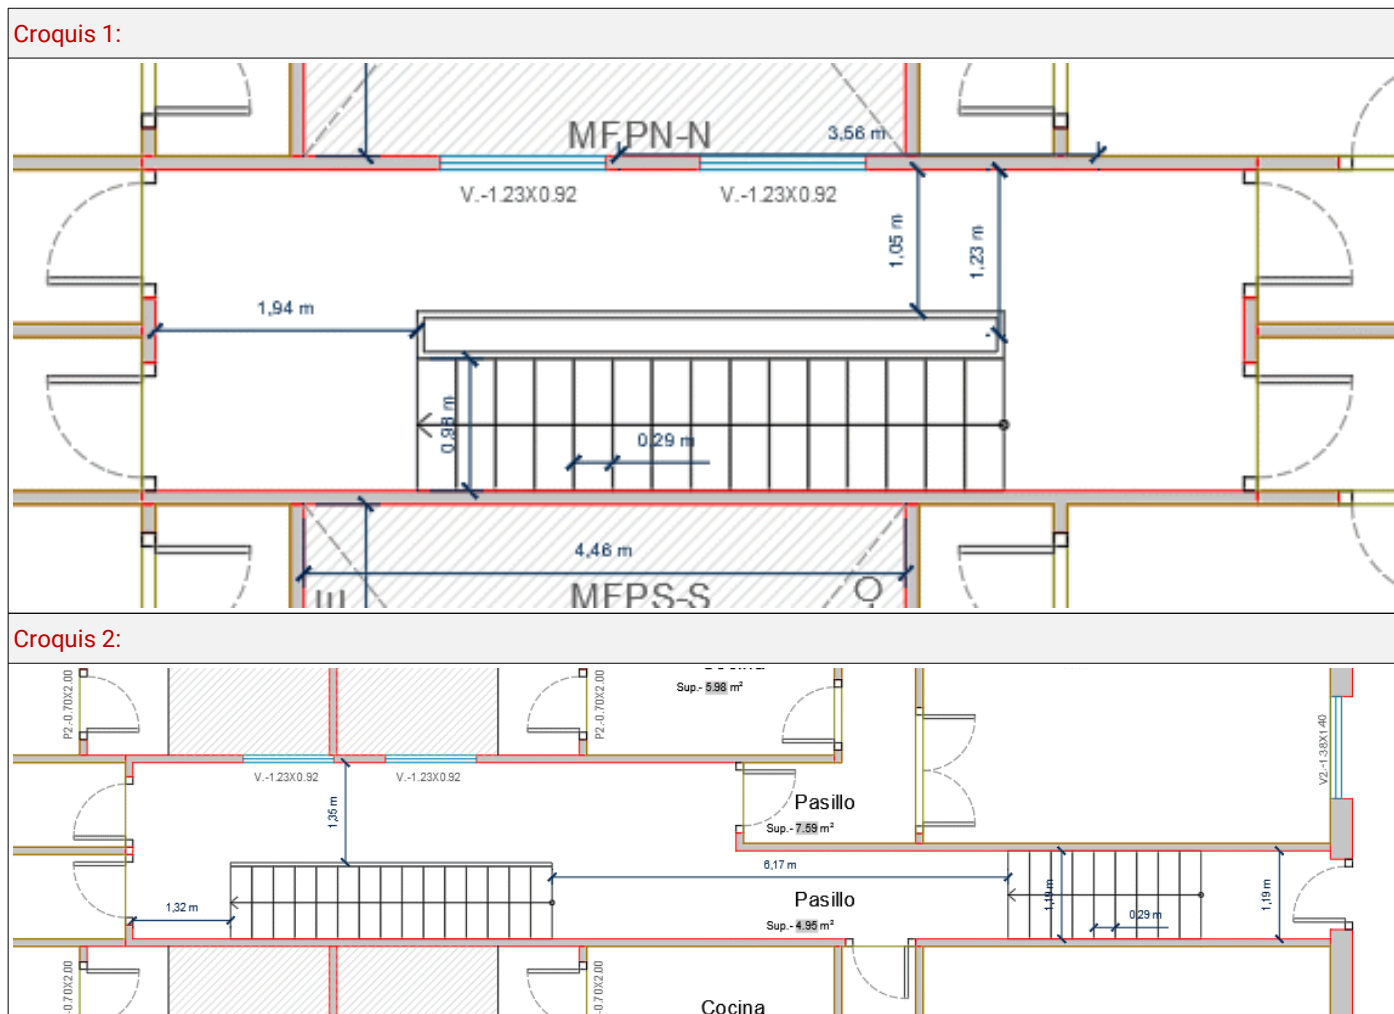 Croquis 1:
MFPN-N
3,56 m
V.-1.23X0.92
V.-1.23X0.92
1,05 m
1,23 m
1,94 m
0,98 m
0,29 m
4,46 m
MFPS-S
Croquis 2:
Sup.- 5.98 m²
P2.-0.70X2.00
P2.-0.70X2.00
V.-1.23X0.92
V.-1.23X0.92
V2.-1.38X1.40
1,35 m
Pasillo
Sup.- 7.59 m²
6,17 m
1,32 m
Pasillo
Sup.- 4.95 m²
1,19 m
0,29 m
1,19 m
-0.70X2.00
-0.70X2.00
Cocina